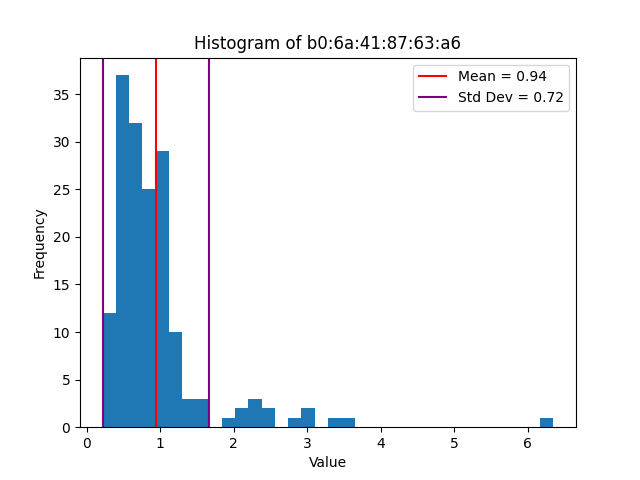 Histogram of b0:6a:41:87:63:a6
Mean = 0.94
Std Dev = 0.72
Frequency
35
30
25
20
15
10
5
0
0 1 2 3 4 5 6
Value